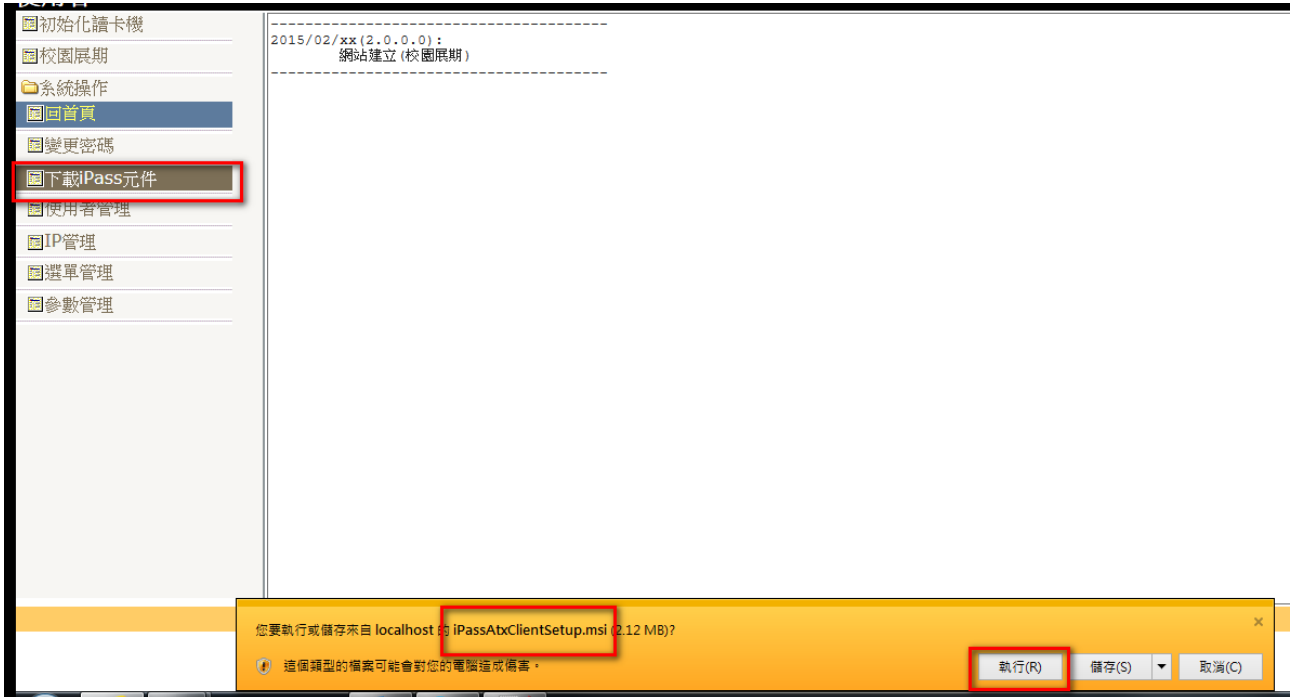 初始化讀卡機
校園展期
系統操作
回首頁
變更密碼
下載iPass元件
使用者管理
IP管理
選單管理
參數管理
----------------------------------------
2015/02/xx(2.0.0.0):
網站建立(校園展期)
----------------------------------------
您要執行或儲存來自 localhost 的 iPassAtxClientSetup.msi (2.12 MB)?
這個類型的檔案可能會對您的電腦造成傷害。
執行(R)
儲存(S)
取消(C)